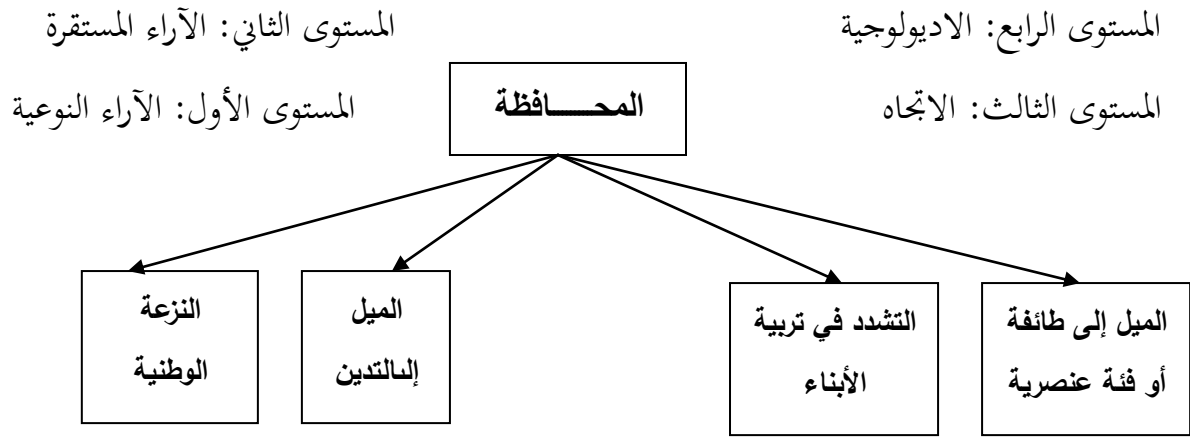 المستوى الرابع: الاديولوجية
المستوى الثاني: الآراء المستقرة
المستوى الثالث: الاتجاه
المحـــــافظة
المستوى الأول: الآراء النوعية
الميل إلى طائفة
أو فئة عنصرية
التشدد في تربية
الأبناء
الميل
إلىالتدين
النزعة
الوطنية